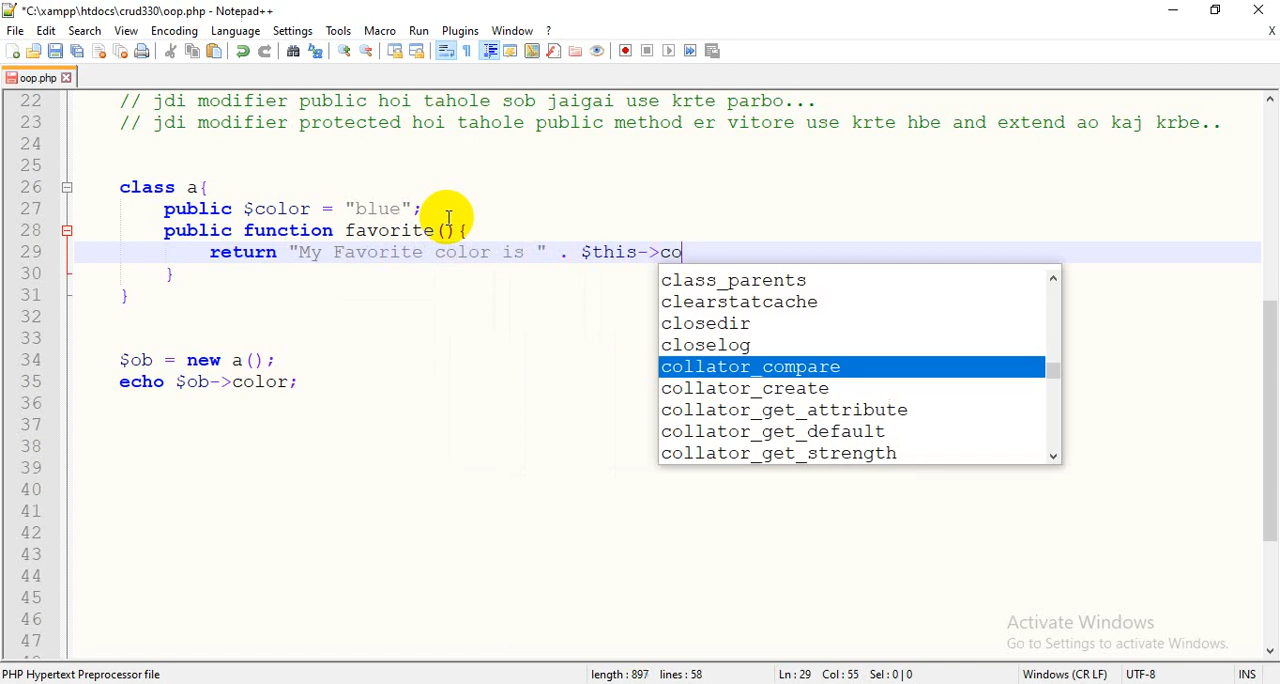 *C:\xampp\htdocs\crud330\oop.php - Notepad++
File Edit Search View Encoding Language Settings Tools Macro Run Plugins Window ? X
oop.php
22 // jdi modifier public hoi tahole sob jaigai use krte parbo...
23 // jdi modifier protected hoi tahole public method er vitore use krte hbe and extend ao kaj krbe..
24
25
26 class a{
27 public $color = "blue";
28 public function favorite(){
29 return "My Favorite color is " . $this->co
30 }
31 }
32
33
34 $ob = new a();
35 echo $ob->color;
36
37
38
39
40
41
42
43
44
45
46
47
class_parents
clearstatcache
closedir
closelog
collator_compare
collator_create
collator_get_attribute
collator_get_default
collator_get_strength
Activate Windows
Go to Settings to activate Windows.
PHP Hypertext Preprocessor file length : 897 lines : 58 Ln : 29 Col : 55 Sel : 0 | 0 Windows (CR LF) UTF-8 INS